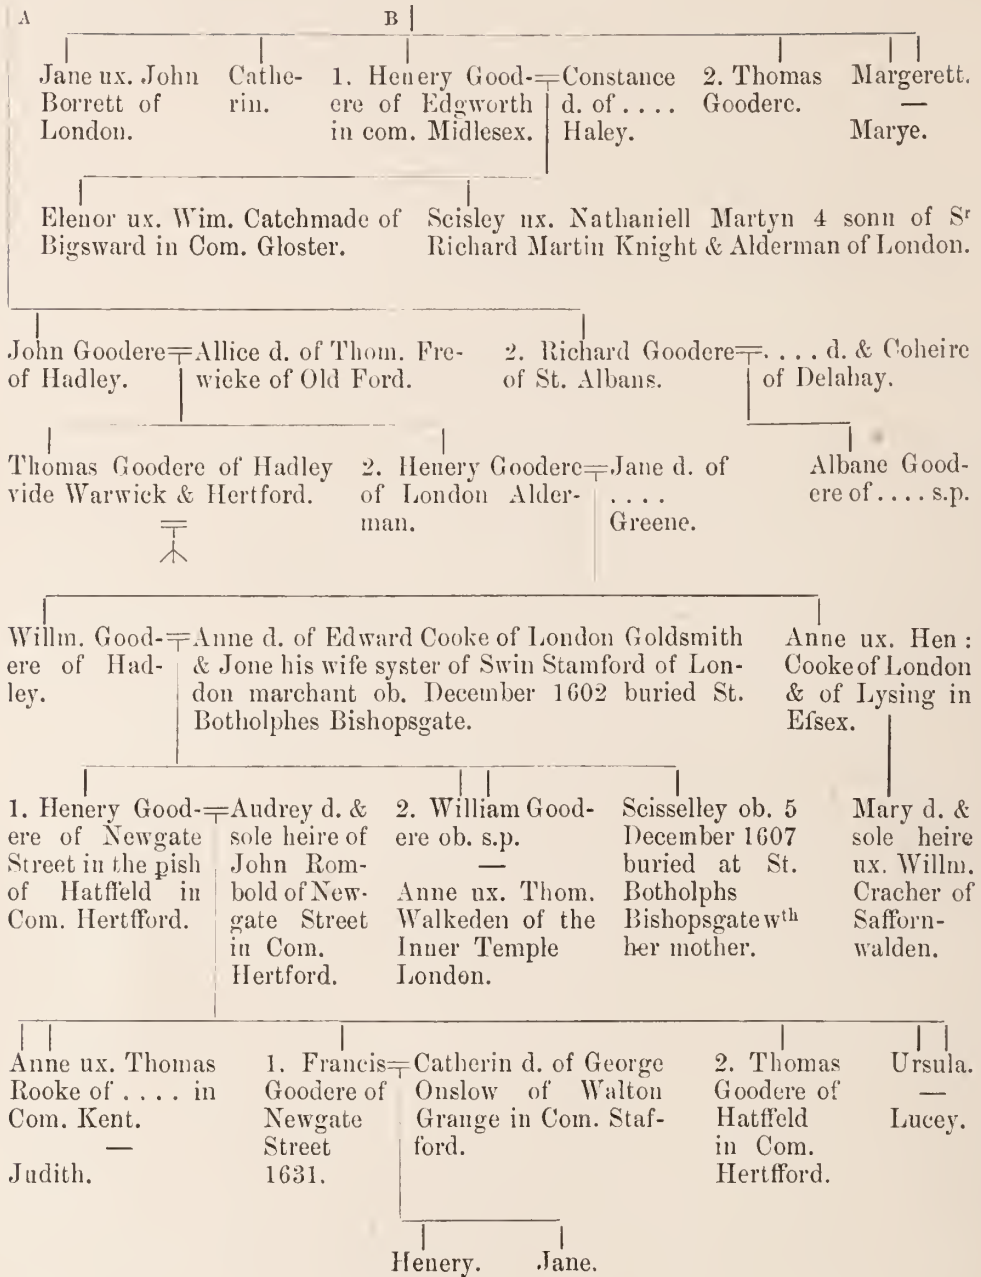 A
B
Jane ux. John
Borrett of
London.
Cathe-
rin.
1. Henery Good-
ere of Edgworth
in com. Midlesex.
Constance
d. of . . . .
Haley.
2. Thomas
Goodere.
Margerett.
—
Marye.
Elenor ux. Wim. Catchmade of
Bigsward in Com. Gloster.
Scisley ux. Nathaniell Martyn 4 sonn of Sr
Richard Martin Knight & Alderman of London.
John Goodere
of Hadley.
Allice d. of Thom. Fre-
wicke of Old Ford.
2. Richard Goodere
of St. Albans.
. . . . d. & Coheire
of Delahay.
Thomas Goodere of Hadley
vide Warwick & Hertford.
2. Henery Goodere
of London Alder-
man.
Jane d. of
. . . .
Greene.
Albane Good-
ere of . . . . s.p.
Willm. Good-
ere of Had-
ley.
Anne d. of Edward Cooke of London Goldsmith
& Jone his wife syster of Swin Stamford of Lon-
don marchant ob. December 1602 buried St.
Botholphes Bishopsgate.
Anne ux. Hen :
Cooke of London
& of Lysing in
Eſsex.
1. Henery Good-
ere of Newgate
Street in the pish
of Hatffeld in
Com. Hertfford.
Audrey d. &
sole heire of
John Rom-
bold of New-
gate Street
in Com.
Hertford.
2. William Good-
ere ob. s.p.
—
Anne ux. Thom.
Walkeden of the
Inner Temple
London.
Scisselley ob. 5
December 1607
buried at St.
Botholphs
Bishopsgate wth
her mother.
Mary d. &
sole heire
ux. Willm.
Cracher of
Safforn-
walden.
Anne ux. Thomas
Rooke of . . . . in
Com. Kent.
—
Judith.
1. Francis
Goodere of
Newgate
Street
1631.
Catherin d. of George
Onslow of Walton
Grange in Com. Staf-
ford.
2. Thomas
Goodere of
Hatffeld
in Com.
Hertfford.
Ursula.
—
Lucey.
Henery.
Jane.